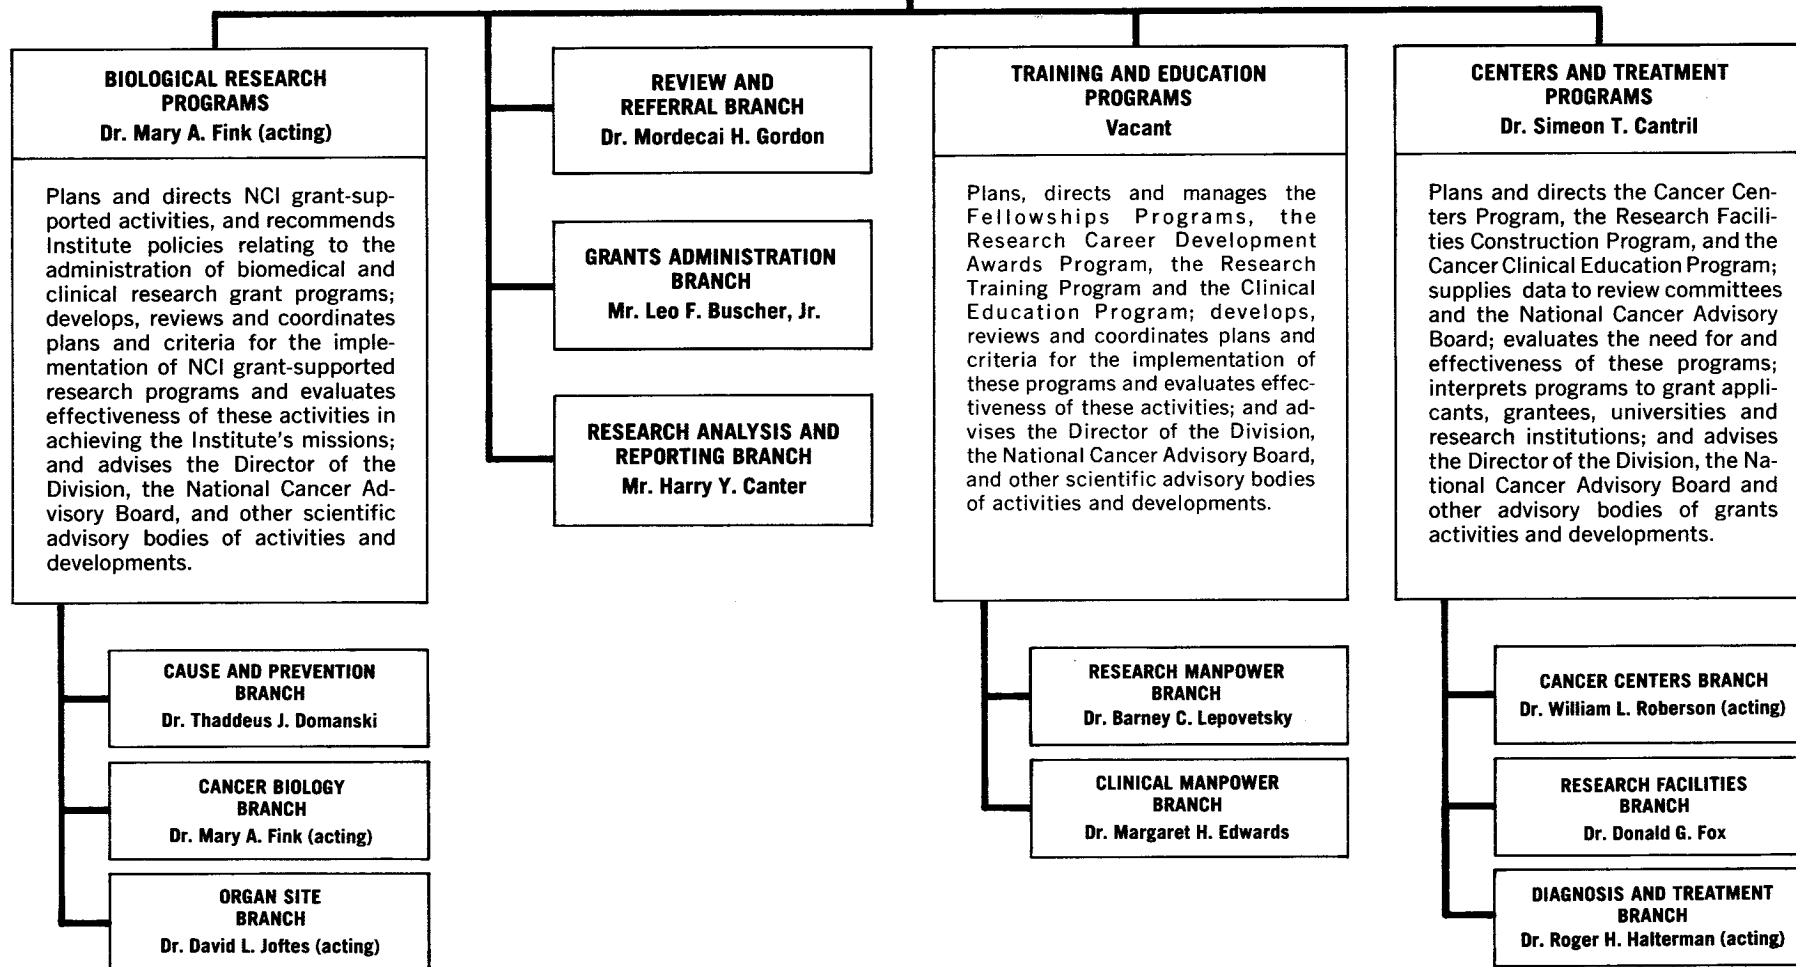 BIOLOGICAL RESEARCH
PROGRAMS
Dr. Mary A. Fink (acting)
Plans and directs NCI grant-sup-
ported activities, and recommends
Institute policies relating to the
administration of biomedical and
clinical research grant programs;
develops, reviews and coordinates
plans and criteria for the imple-
mentation of NCI grant-supported
research programs and evaluates
effectiveness of these activities in
achieving the Institute's missions;
and advises the Director of the
Division, the National Cancer Ad-
visory Board, and other scientific
advisory bodies of activities and
developments.
CAUSE AND PREVENTION
BRANCH
Dr. Thaddeus J. Domanski
CANCER BIOLOGY
BRANCH
Dr. Mary A. Fink (acting)
ORGAN SITE
BRANCH
Dr. David L. Joftes (acting)
REVIEW AND
REFERRAL BRANCH
Dr. Mordecai H. Gordon
GRANTS ADMINISTRATION
BRANCH
Mr. Leo F. Buscher, Jr.
RESEARCH ANALYSIS AND
REPORTING BRANCH
Mr. Harry Y. Canter
TRAINING AND EDUCATION
PROGRAMS
Vacant
Plans, directs and manages the
Fellowships Programs, the
Research Career Development
Awards Program, the Research
Training Program and the Clinical
Education Program; develops,
reviews and coordinates plans and
criteria for the implementation of
these programs and evaluates effec-
tiveness of these activities; and ad-
vises the Director of the Division,
the National Cancer Advisory Board,
and other scientific advisory bodies
of activities and developments.
RESEARCH MANPOWER
BRANCH
Dr. Barney C. Lepovetsky
CLINICAL MANPOWER
BRANCH
Dr. Margaret H. Edwards
CENTERS AND TREATMENT
PROGRAMS
Dr. Simeon T. Cantril
Plans and directs the Cancer Cen-
ters Program, the Research Facili-
ties Construction Program, and the
Cancer Clinical Education Program;
supplies data to review committees
and the National Cancer Advisory
Board; evaluates the need for and
effectiveness of these programs;
interprets programs to grant appli-
cants, grantees, universities and
research institutions; and advises
the Director of the Division, the Na-
tional Cancer Advisory Board and
other advisory bodies of grants
activities and developments.
CANCER CENTERS BRANCH
Dr. William L. Roberson (acting)
RESEARCH FACILITIES
BRANCH
Dr. Donald G. Fox
DIAGNOSIS AND TREATMENT
BRANCH
Dr. Roger H. Halterman (acting)